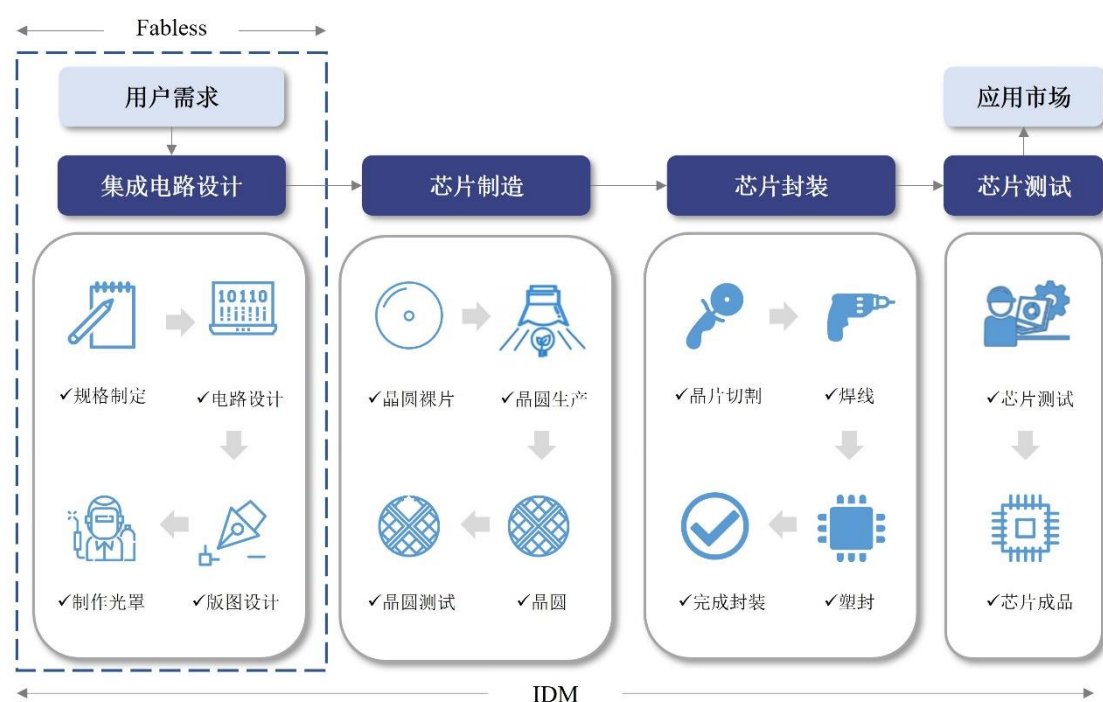 Fabless
用户需求
应用市场
集成电路设计
芯片制造
芯片封装
芯片测试
10110
✓规格制定
✓电路设计
✓制作光罩
✓版图设计
✓晶圆裸片
✓晶圆生产
✓晶圆测试
✓晶圆
✓晶片切割
✓焊线
✓完成封装
✓塑封
✓芯片测试
✓芯片成品
IDM